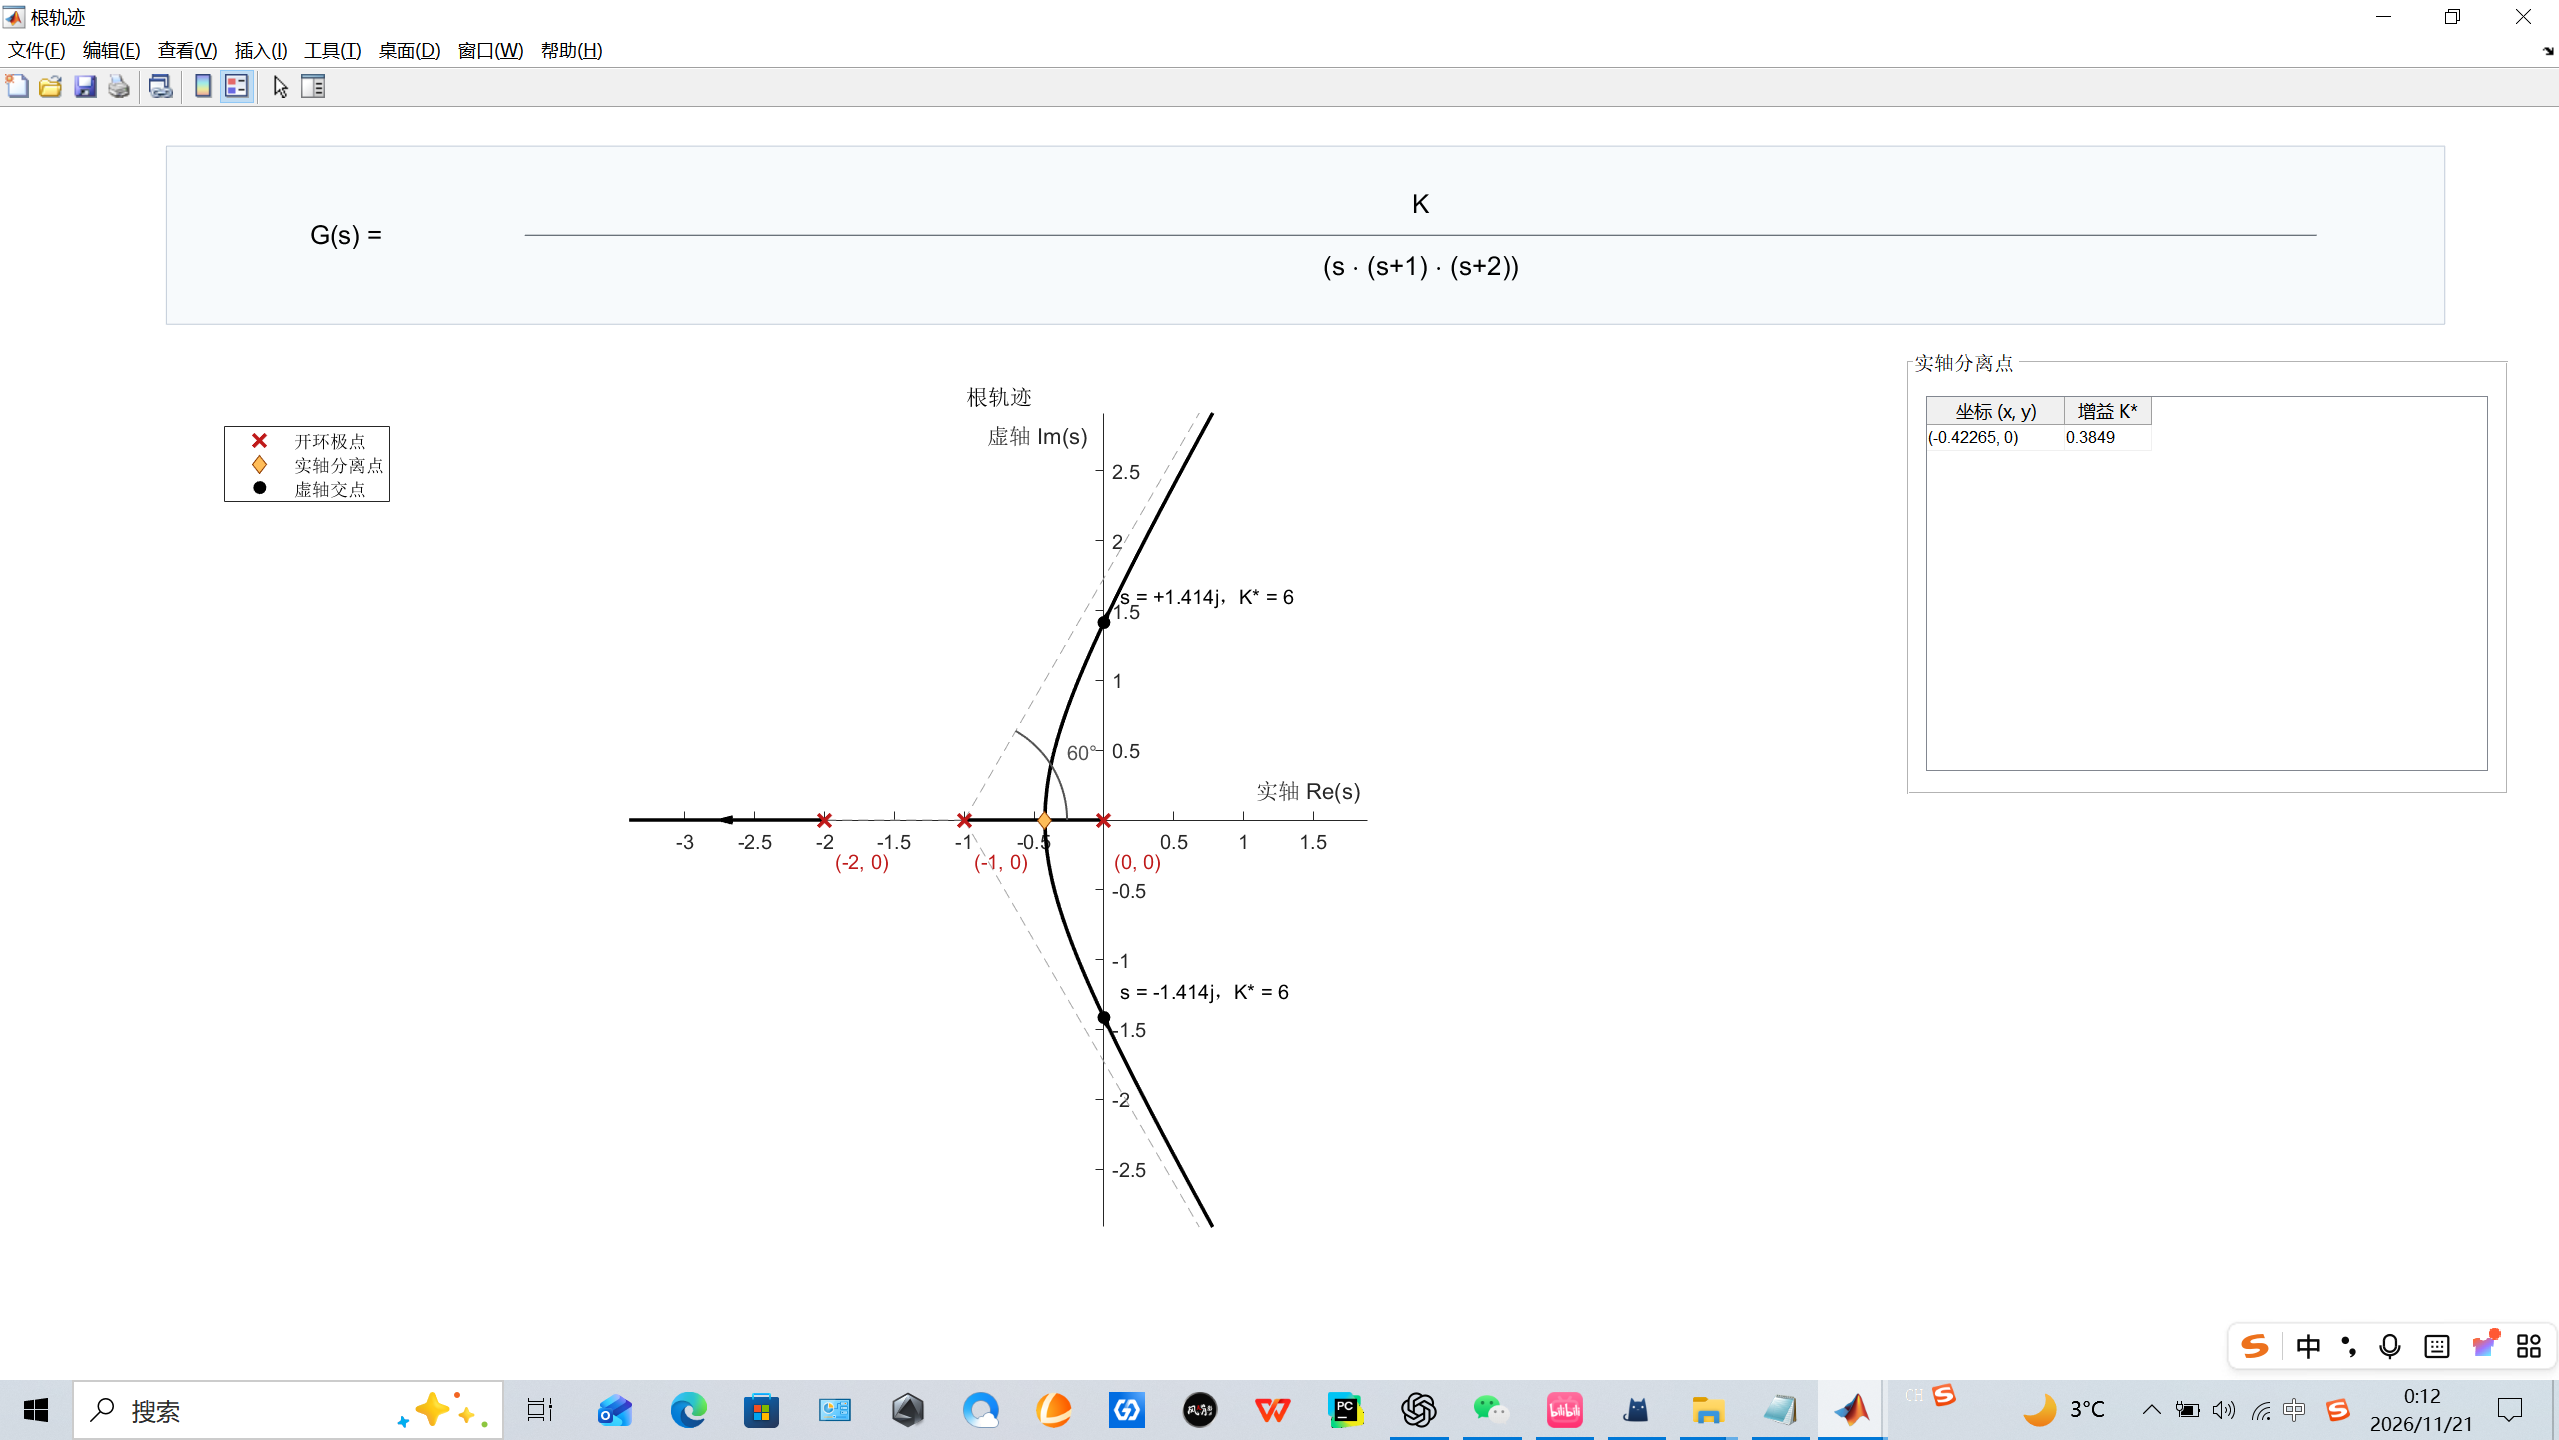 根轨迹
文件(F) 编辑(E) 查看(V) 插入(I) 工具(T) 桌面(D) 窗口(W) 帮助(H)
K
G(s) =
(s · (s+1) · (s+2))
开环极点
实轴分离点
虚轴交点
根轨迹
虚轴 Im(s)
2.5
2
s = +1.414j，K* = 6
1.5
1
60°
0.5
实轴 Re(s)
-3 -2.5 -2 -1.5 -1 -0.5 0.5 1 1.5
(-2, 0) (-1, 0) (0, 0)
-0.5
-1
s = -1.414j，K* = 6
-1.5
-2
-2.5
实轴分离点
坐标 (x, y) 增益 K*
(-0.42265, 0) 0.3849
中
搜索
PC
bilibili
CH
3°C
中
0:12
2026/11/21